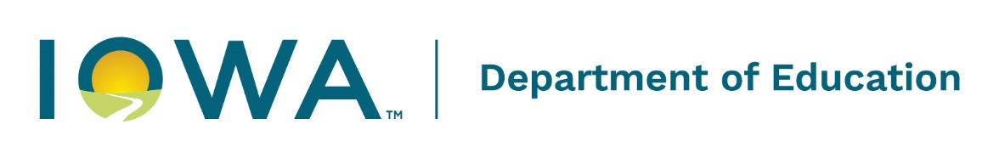 IOWA™ | Department of Education